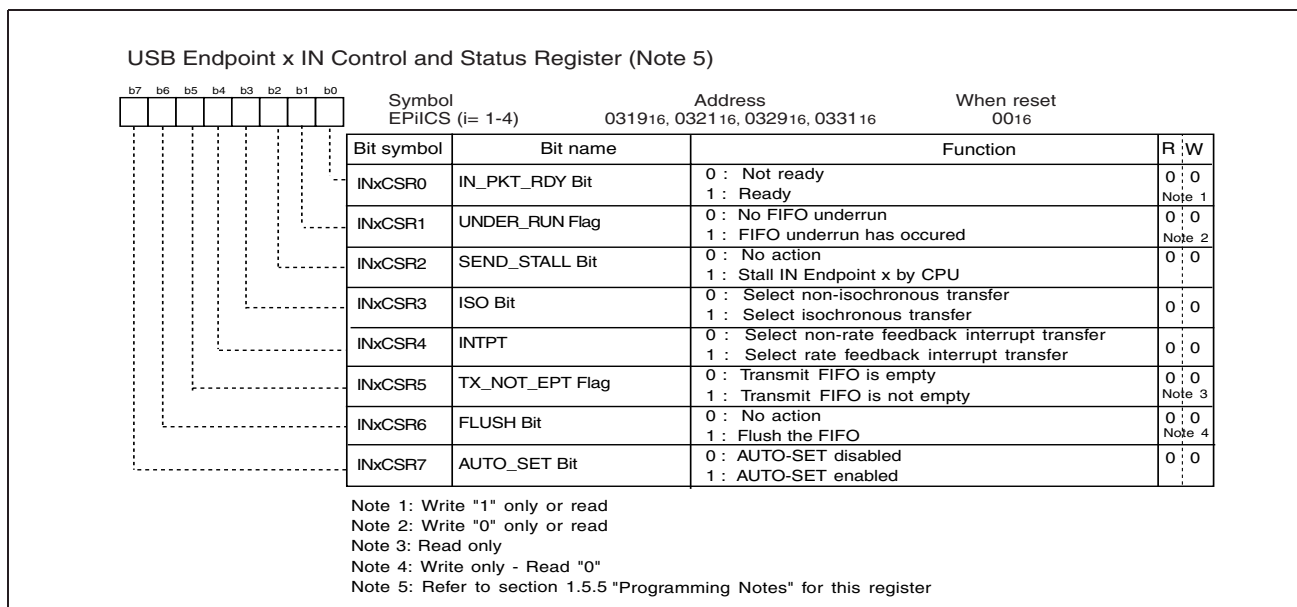 USB Endpoint x IN Control and Status Register (Note 5)
b7 b6 b5 b4 b3 b2 b1 b0
Symbol Address When reset
EPiICS (i= 1-4) 031916, 032116, 032916, 033116 0016
Bit symbol Bit name Function R W
INxCSR0 IN_PKT_RDY Bit 0 : Not ready 0 0
1 : Ready Note 1
INxCSR1 UNDER_RUN Flag 0 : No FIFO underrun 0 0
1 : FIFO underrun has occured Note 2
INxCSR2 SEND_STALL Bit 0 : No action 0 0
1 : Stall IN Endpoint x by CPU
INxCSR3 ISO Bit 0 : Select non-isochronous transfer 0 0
1 : Select isochronous transfer
INxCSR4 INTPT 0 : Select non-rate feedback interrupt transfer 0 0
1 : Select rate feedback interrupt transfer
INxCSR5 TX_NOT_EPT Flag 0 : Transmit FIFO is empty 0 0
1 : Transmit FIFO is not empty Note 3
INxCSR6 FLUSH Bit 0 : No action 0 0
1 : Flush the FIFO Note 4
INxCSR7 AUTO_SET Bit 0 : AUTO-SET disabled 0 0
1 : AUTO-SET enabled
Note 1: Write "1" only or read
Note 2: Write "0" only or read
Note 3: Read only
Note 4: Write only - Read "0"
Note 5: Refer to section 1.5.5 "Programming Notes" for this register